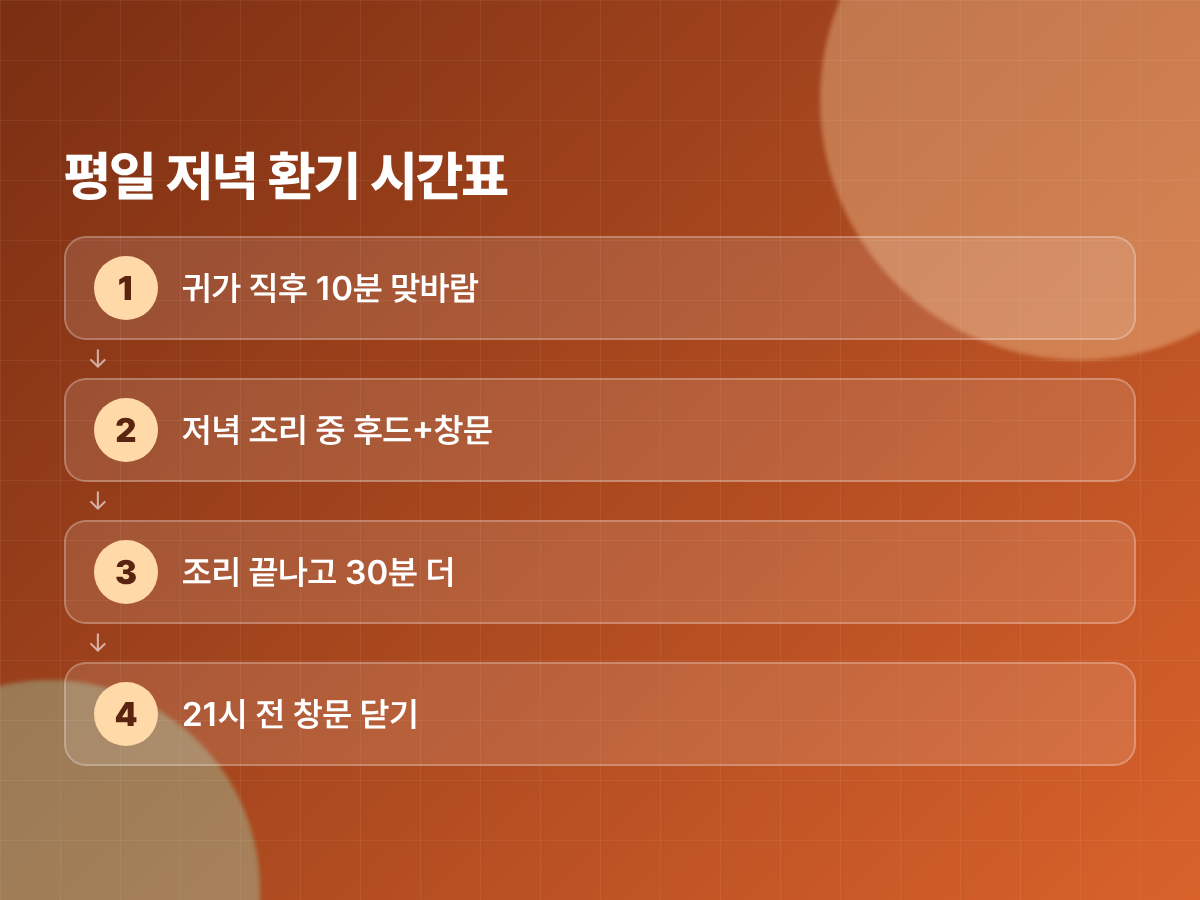 평일 저녁 환기 시간표
1 귀가 직후 10분 맞바람
↓
2 저녁 조리 중 후드+창문
↓
3 조리 끝나고 30분 더
↓
4 21시 전 창문 닫기